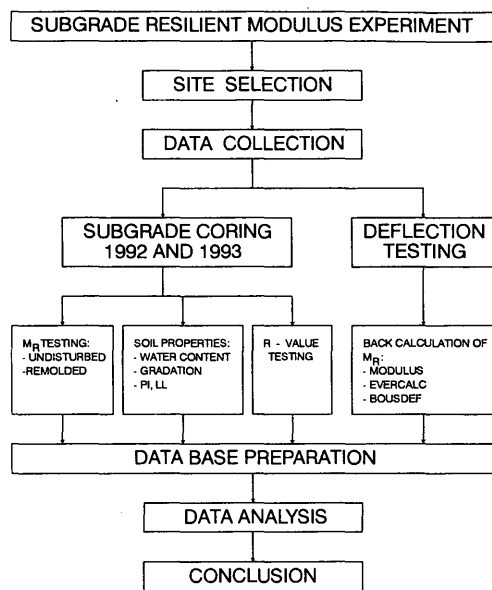 SUBGRADE RESILIENT MODULUS EXPERIMENT
SITE SELECTION
DATA COLLECTION
SUBGRADE CORING
1992 AND 1993
DEFLECTION
TESTING
MR TESTING:
- UNDISTURBED
-REMOLDED
SOIL PROPERTIES:
- WATER CONTENT
- GRADATION
- PI, LL
R - VALUE
TESTING
BACK CALCULATION OF
MR:
- MODULUS
- EVERCALC
- BOUSDEF
DATA BASE PREPARATION
DATA ANALYSIS
CONCLUSION